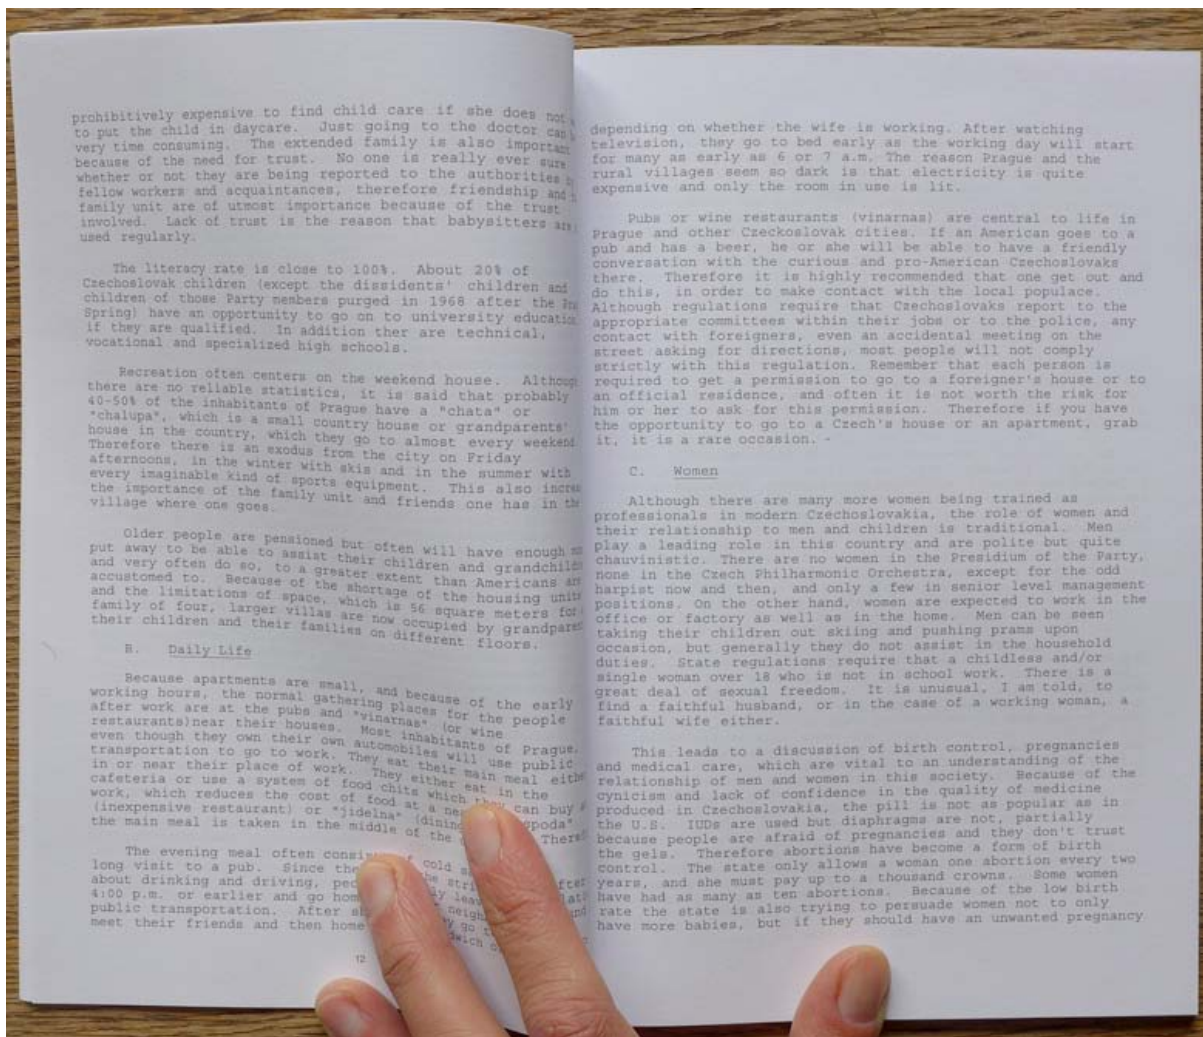 prohibitively expensive to find child care if she does not
to put the child in daycare. Just going to the doctor can
very time consuming. The extended family is also important
because of the need for trust. No one is really ever sure
whether or not they are being reported to the authorities
fellow workers and acquaintances, therefore friendship and
family unit are of utmost importance because of the trust
involved. Lack of trust is the reason that babysitters are
used regularly.
The literacy rate is close to 100%. About 20% of
Czechoslovak children (except the dissidents' children and
children of those Party members purged in 1968 after the
Spring) have an opportunity to go on to university education
if they are qualified. In addition ther are technical,
vocational and specialized high schools.
Recreation often centers on the weekend house. Although
there are no reliable statistics, it is said that probably
40-50% of the inhabitants of Prague have a "chata" or
"chalupa", which is a small country house or grandparents'
house in the country, which they go to almost every weekend.
Therefore there is an exodus from the city on Friday
afternoons, in the winter with skis and in the summer with
every imaginable kind of sports equipment. This also
the importance of the family unit and friends one has in the
village where one goes.
Older people are pensioned but often will have enough
put away to be able to assist their children and
and very often do so, to a greater extent than Americans are
accustomed to. Because of the shortage of the housing units
and the limitations of space, which is 56 square meters for
family of four, larger villas are now occupied by
their children and their families on different floors.
B. Daily Life
Because apartments are small, and because of the early
working hours, the normal gathering places for the people
after work are at the pubs and "vinarnas" (or wine
restaurants)near their houses. Most inhabitants of Prague,
even though they own their own automobiles will use public
transportation to go to work. They eat their main meal
in or near their place of work. They either eat in the
cafeteria or use a system of food chits which they can buy
work, which reduces the cost of food at a
(inexpensive restaurant) or "jidelna" (dining
the main meal is taken in the middle of the
The evening meal often cold
long visit to a pub. Since
about drinking and driving,
4:00 p.m. or earlier and go
public transportation. After
meet their friends and then
12
depending on whether the wife is working. After watching
television, they go to bed early as the working day will start
for many as early as 6 or 7 a.m. The reason Prague and the
rural villages seem so dark is that electricity is quite
expensive and only the room in use is lit.
Pubs or wine restaurants (vinarnas) are central to life in
Prague and other Czeckoslovak cities. If an American goes to a
pub and has a beer, he or she will be able to have a friendly
conversation with the curious and pro-American Czechoslovaks
there. Therefore it is highly recommended that one get out and
do this, in order to make contact with the local populace.
Although regulations require that Czechoslovaks report to the
appropriate committees within their jobs or to the police, any
contact with foreigners, even an accidental meeting on the
street asking for directions, most people will not comply
strictly with this regulation. Remember that each person is
required to get a permission to go to a foreigner's house or to
an official residence, and often it is not worth the risk for
him or her to ask for this permission. Therefore if you have
the opportunity to go to a Czech's house or an apartment, grab
it, it is a rare occasion. -
C. Women
Although there are many more women being trained as
professionals in modern Czechoslovakia, the role of women and
their relationship to men and children is traditional. Men
play a leading role in this country and are polite but quite
chauvinistic. There are no women in the Presidium of the Party,
none in the Czech Philharmonic Orchestra, except for the odd
harpist now and then, and only a few in senior level management
positions. On the other hand, women are expected to work in the
office or factory as well as in the home. Men can be seen
taking their children out skiing and pushing prams upon
occasion, but generally they do not assist in the household
duties. State regulations require that a childless and/or
single woman over 18 who is not in school work. There is a
great deal of sexual freedom. It is unusual, I am told, to
find a faithful husband, or in the case of a working woman, a
faithful wife either.
This leads to a discussion of birth control, pregnancies
and medical care, which are vital to an understanding of the
relationship of men and women in this society. Because of the
cynicism and lack of confidence in the quality of medicine
produced in Czechoslovakia, the pill is not as popular as in
the U.S. IUDs are used but diaphragms are not, partially
because people are afraid of pregnancies and they don't trust
the gels. Therefore abortions have become a form of birth
control. The state only allows a woman one abortion every two
years, and she must pay up to a thousand crowns. Some women
have had as many as ten abortions. Because of the low birth
rate the state is also trying to persuade women not to only
have more babies, but if they should have an unwanted pregnancy